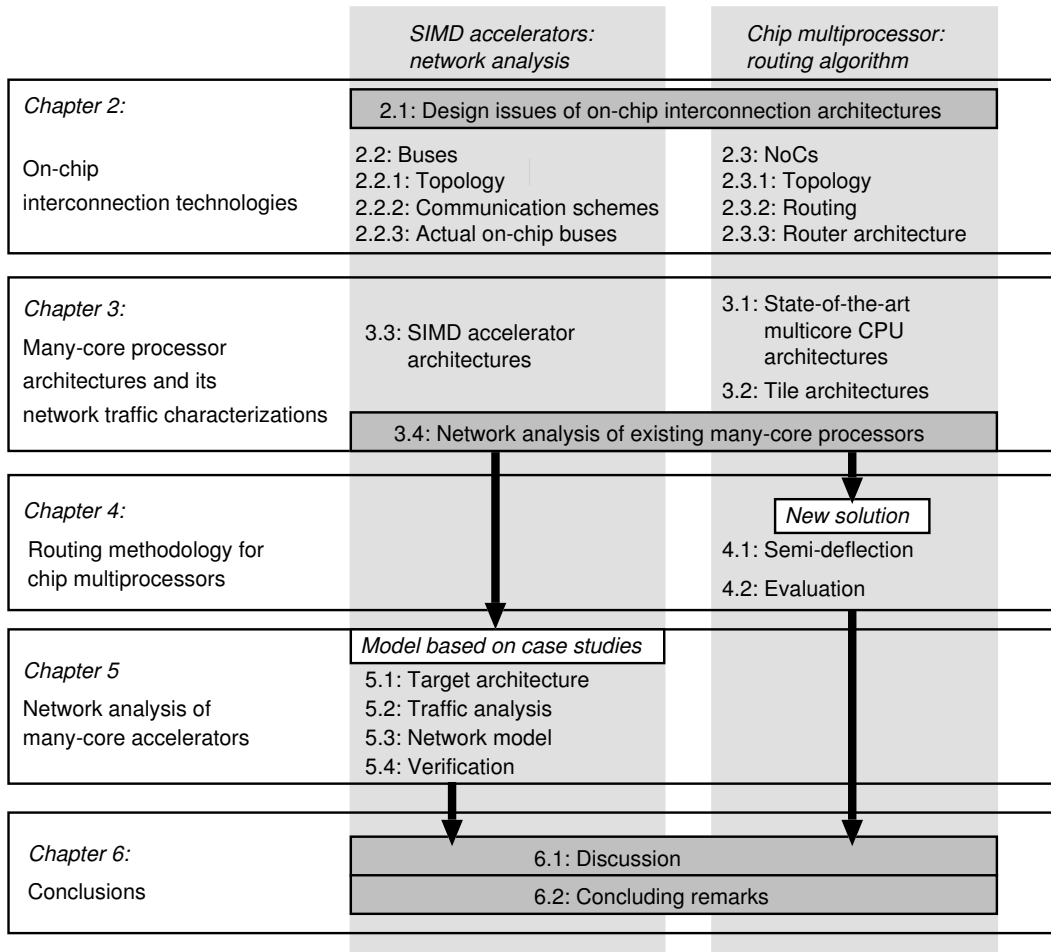 SIMD accelerators:
network analysis
Chip multiprocessor:
routing algorithm
Chapter 2:
On-chip
interconnection technologies
2.1: Design issues of on-chip interconnection architectures
2.2: Buses
2.2.1: Topology
2.2.2: Communication schemes
2.2.3: Actual on-chip buses
2.3: NoCs
2.3.1: Topology
2.3.2: Routing
2.3.3: Router architecture
Chapter 3:
Many-core processor
architectures and its
network traffic characterizations
3.3: SIMD accelerator
architectures
3.1: State-of-the-art
multicore CPU
architectures
3.2: Tile architectures
3.4: Network analysis of existing many-core processors
Chapter 4:
Routing methodology for
chip multiprocessors
New solution
4.1: Semi-deflection
4.2: Evaluation
Chapter 5
Network analysis of
many-core accelerators
Model based on case studies
5.1: Target architecture
5.2: Traffic analysis
5.3: Network model
5.4: Verification
Chapter 6:
Conclusions
6.1: Discussion
6.2: Concluding remarks